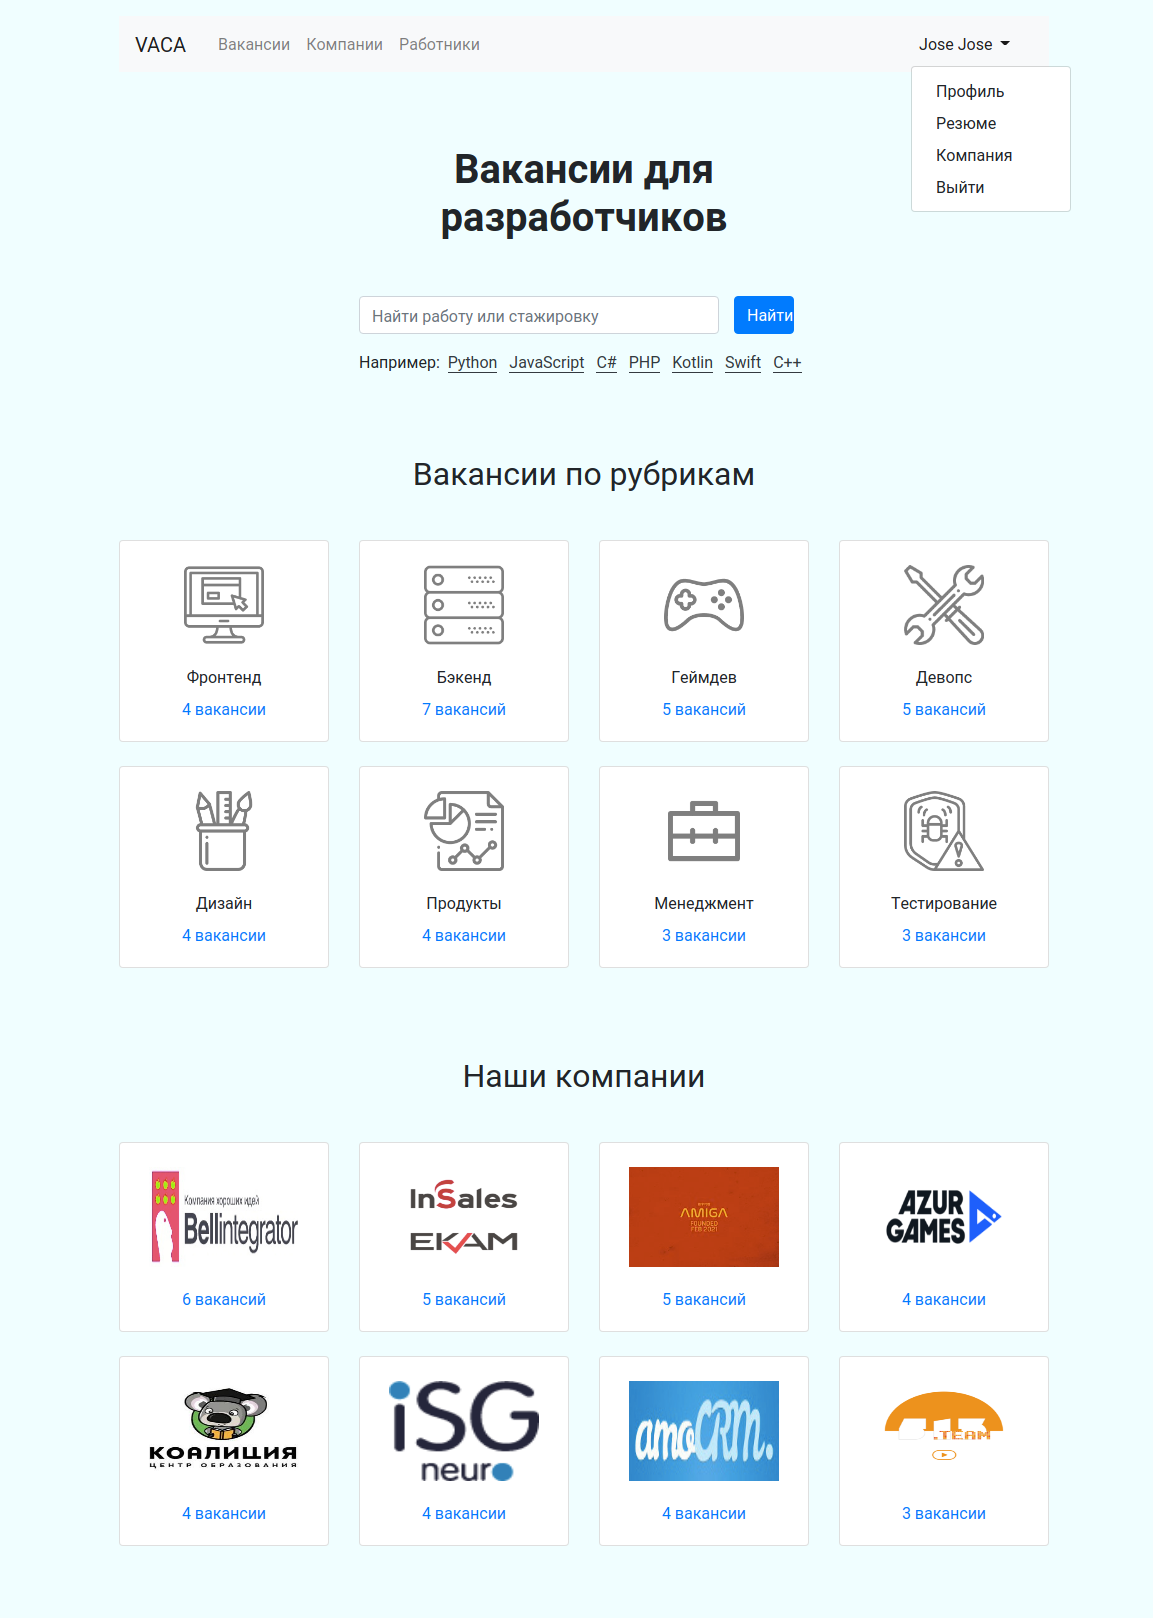 VACA Вакансии Компании Работники Jose Jose
Профиль
Резюме
Компания
Выйти
Вакансии для
разработчиков
Найти работу или стажировку Найти
Например: Python JavaScript C# PHP Kotlin Swift C++
Вакансии по рубрикам
Фронтенд Бэкенд Геймдев Девопс
4 вакансии 7 вакансий 5 вакансий 5 вакансий
Дизайн Продукты Менеджмент Тестирование
4 вакансии 4 вакансии 3 вакансии 3 вакансии
Наши компании
Компания хороших идей
Bellintegrator
InSales
EKAM
AMIGA
FOUNDED
FEB 2021
AZUR
GAMES
6 вакансий 5 вакансий 5 вакансий 4 вакансии
КОАЛИЦИЯ
ЦЕНТР ОБРАЗОВАНИЯ
iSG
neuro
amoCRM.
.TEAM
4 вакансии 4 вакансии 4 вакансии 3 вакансии